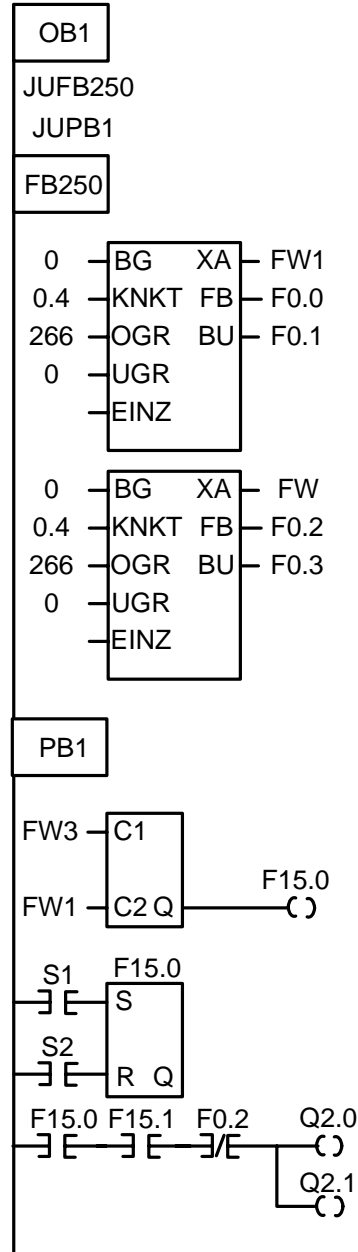 OB1
JUFB250
JUPB1
FB250
0 BG XA FW1
0.4 KNKT FB F0.0
266 OGR BU F0.1
0 UGR
EINZ
0 BG XA FW
0.4 KNKT FB F0.2
266 OGR BU F0.3
0 UGR
EINZ
PB1
FW3 C1
F15.0
FW1 C2 Q
S1 F15.0
S
S2
R Q
F15.0 F15.1 F0.2 Q2.0
Q2.1